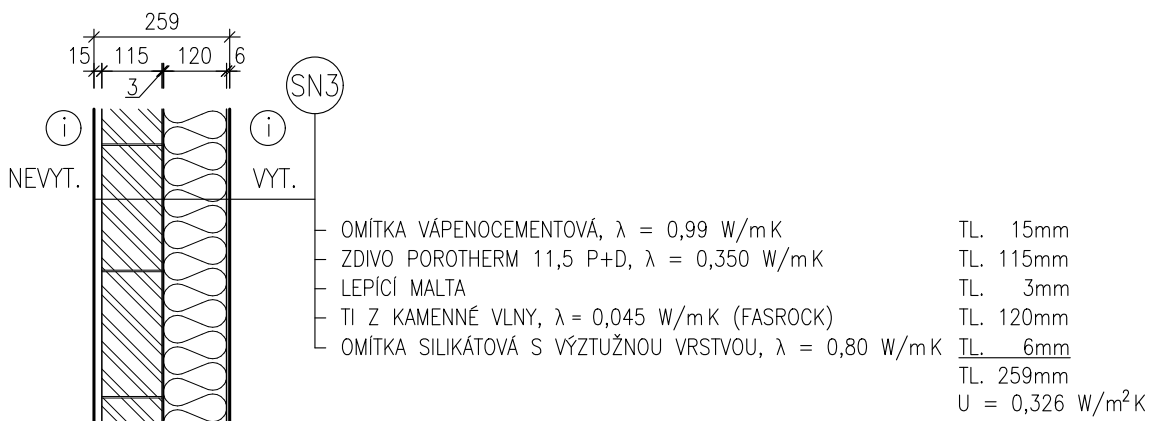 259
15 115 120 6
3
SN3
i i
NEVYT. VYT.
OMÍTKA VÁPENOCEMENTOVÁ, λ = 0,99 W/mK TL. 15mm
ZDIVO POROTHERM 11,5 P+D, λ = 0,350 W/mK TL. 115mm
LEPÍCÍ MALTA TL. 3mm
TI Z KAMENNÉ VLNY, λ = 0,045 W/mK (FASROCK) TL. 120mm
OMÍTKA SILIKÁTOVÁ S VÝZTUŽNOU VRSTVOU, λ = 0,80 W/mK TL. 6mm
TL. 259mm
U = 0,326 W/m²K